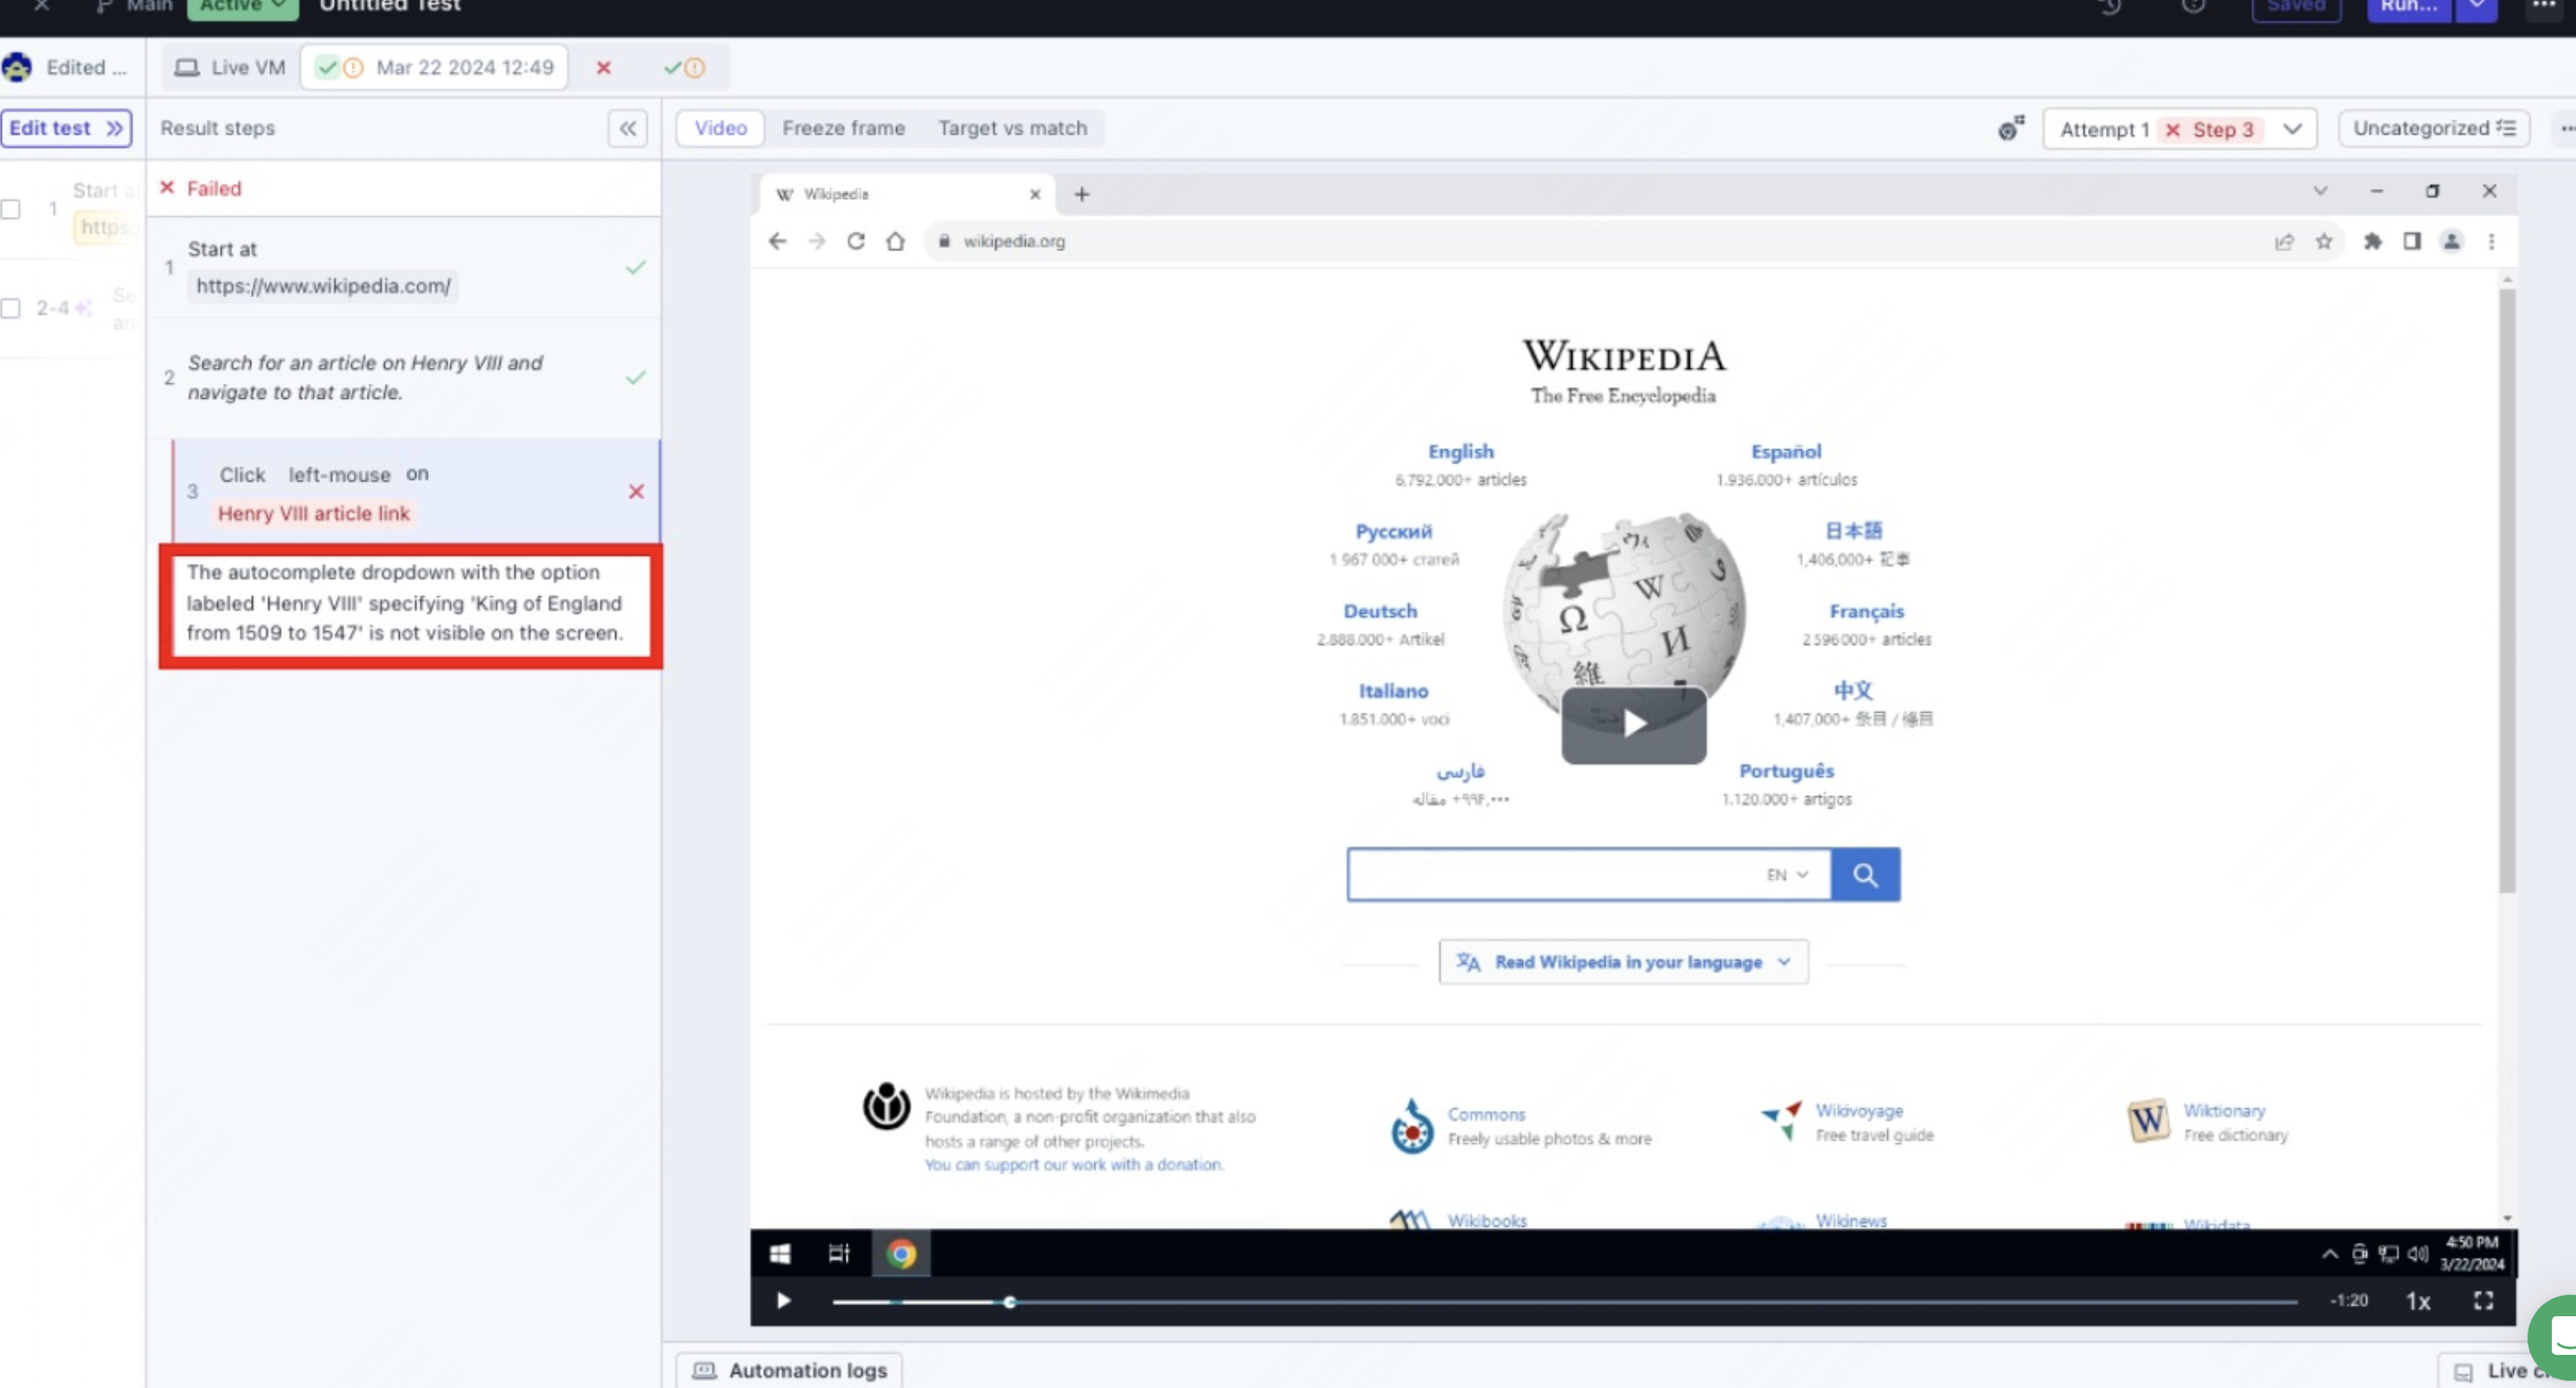 Main
Active
Untitled Test
Saved
Run...
Edited ...
Live VM
Mar 22 2024 12:49
Edit test
Result steps
Video
Freeze frame
Target vs match
Attempt 1
Step 3
Uncategorized
1
Start
https:
2-4
Failed
1
Start at
https://www.wikipedia.com/
2
Search for an article on Henry VIII and
navigate to that article.
3
Click left-mouse on
Henry VIII article link
The autocomplete dropdown with the option
labeled 'Henry VIII' specifying 'King of England
from 1509 to 1547' is not visible on the screen.
W Wikipedia
wikipedia.org
WIKIPEDIA
The Free Encyclopedia
English
6,792,000+ articles
Español
1.936.000+ artículos
Русский
1 967 000+ статей
日本語
1,406,000+ 記事
Deutsch
2.888.000+ Artikel
Français
2 596 000+ articles
Italiano
1.851.000+ voci
中文
1,407,000+ 条目 / 條目
فارسی
۹۹۴٬۰۰۰+ مقاله
Português
1.120.000+ artigos
EN
Read Wikipedia in your language
Wikipedia is hosted by the Wikimedia
Foundation, a non-profit organization that also
hosts a range of other projects.
You can support our work with a donation.
Commons
Freely usable photos & more
Wikivoyage
Free travel guide
Wiktionary
Free dictionary
Wikibooks
Wikinews
Wikidata
4:50 PM
3/22/2024
-1:20
1x
Automation logs
Live